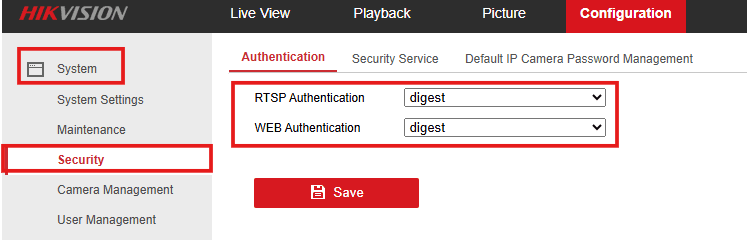 HIKVISION
Live View Playback Picture Configuration
System
System Settings
Maintenance
Security
Camera Management
User Management
Authentication Security Service Default IP Camera Password Management
RTSP Authentication digest
WEB Authentication digest
Save